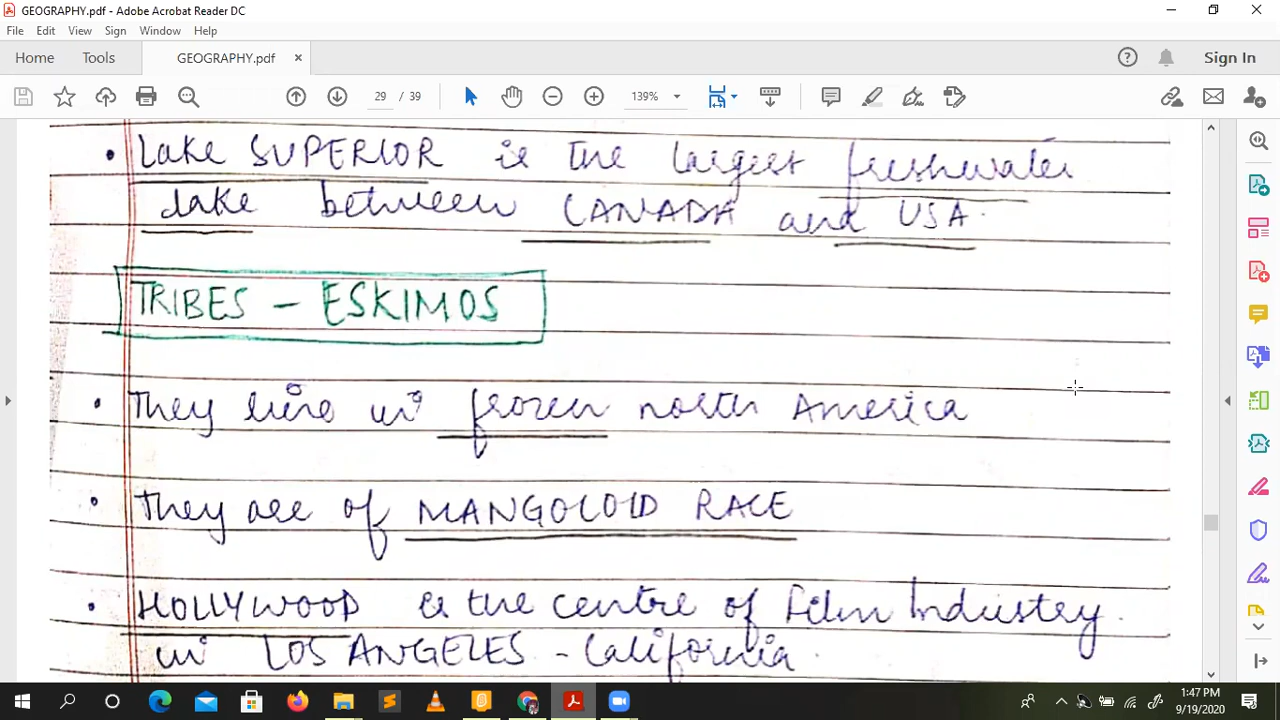 GEOGRAPHY.pdf - Adobe Acrobat Reader DC
File Edit View Sign Window Help
Home Tools GEOGRAPHY.pdf × Sign In
29 / 39 139%
• Lake SUPERIOR is the largest freshwater
lake between CANADA and USA.
TRIBES - ESKIMOS
• They live in frozen north America
• They are of MANGOLOID RACE
• HOLLYWOOD is the centre of Film Industry.
in LOS ANGELES - California.
1:47 PM
9/19/2020